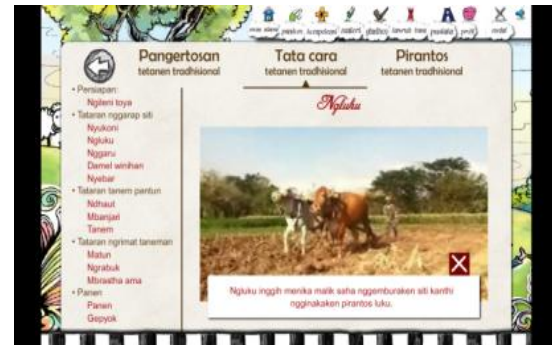 Pangertosan
tetanen tradhisional
Tata cara
tetanen tradhisional
Pirantos
tetanen tradhisional
Ngluku
• Persiapan:
Ngileni toya
• Tataran nggarap siti
Nyukoni
Ngluku
Nggaru
Damel winihan
Nyebar
• Tataran tanem pantun
Ndhaut
Mbanjari
Tanem
• Tataran ngrimat taneman
Matun
Ngrabuk
Mbrastha ama
• Panen
Panen
Gepyok
Ngluku inggih menika malik saha nggemburaken siti kanthi
ngginakaken pirantos luku.